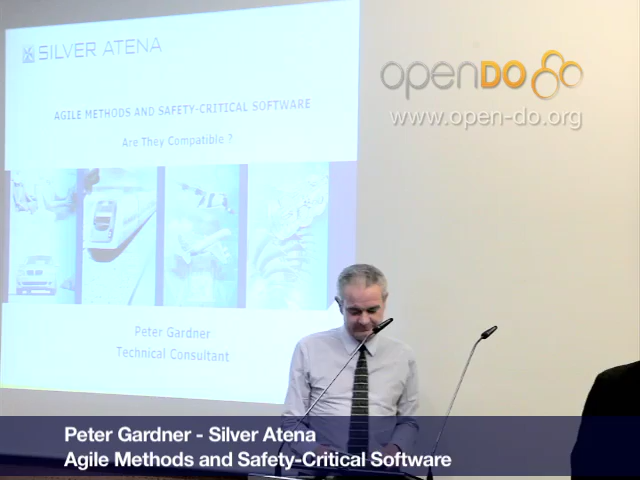 SILVER ATENA
AGILE METHODS AND SAFETY-CRITICAL SOFTWARE
Are They Compatible ?
Peter Gardner
Technical Consultant
openDO
www.open-do.org
Peter Gardner - Silver Atena
Agile Methods and Safety-Critical Software